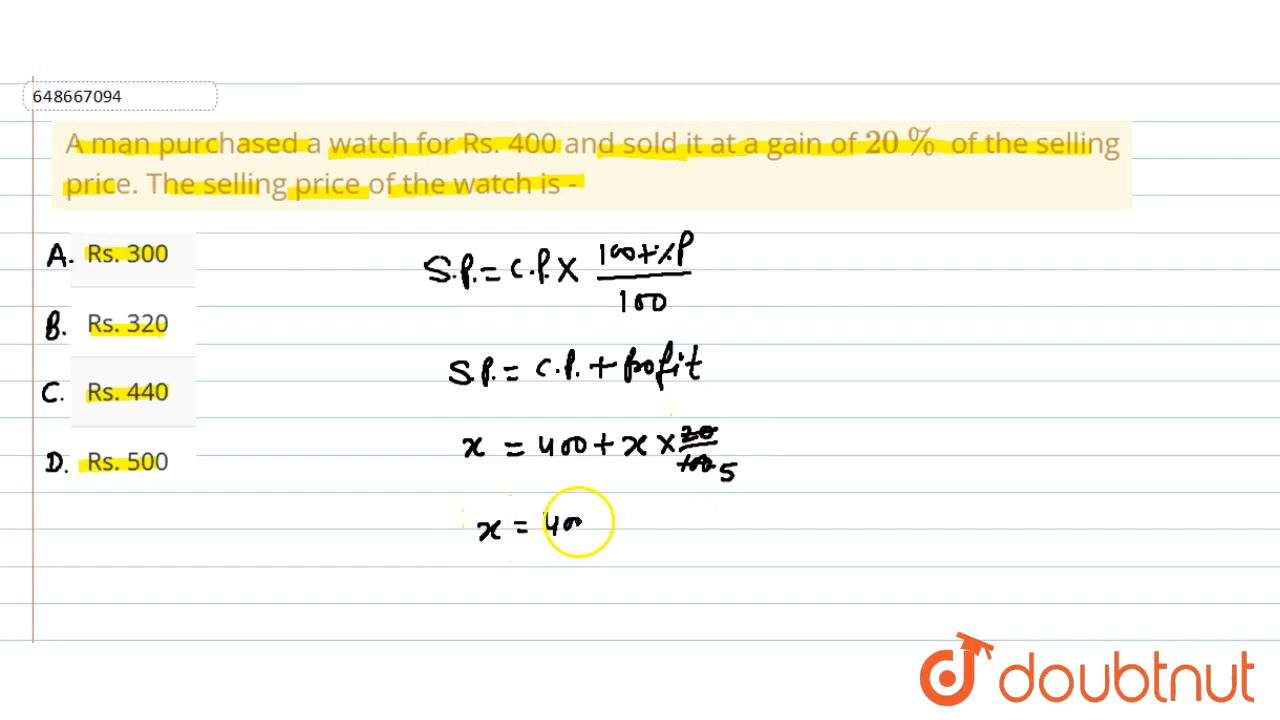 648667094
A man purchased a watch for Rs. 400 and sold it at a gain of 20 % of the selling
price. The selling price of the watch is -
A. Rs. 300
B. Rs. 320
C. Rs. 440
D. Rs. 500
S.P. = C.P. × (100+%P)/100
S.P. = C.P. + profit
x = 400 + x × 20/100 5
x = 400
doubtnut